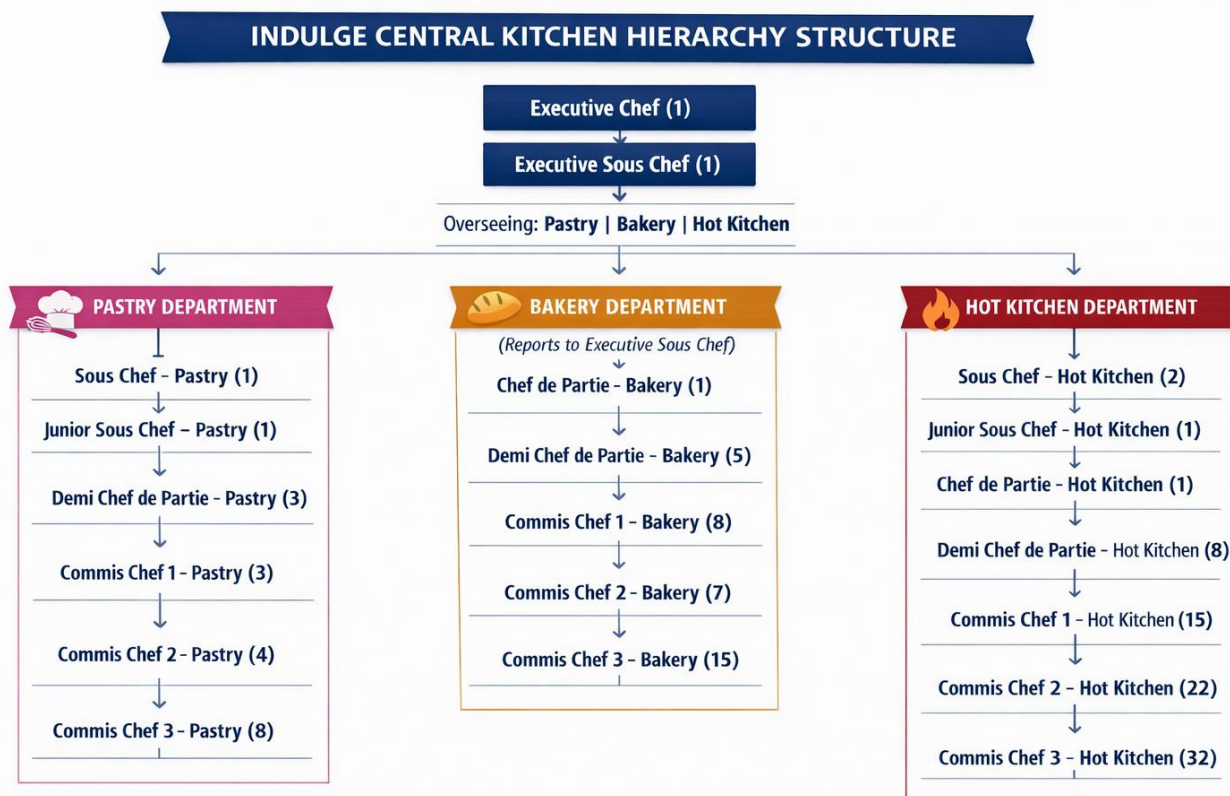 INDULGE CENTRAL KITCHEN HIERARCHY STRUCTURE
Executive Chef (1)
Executive Sous Chef (1)
Overseeing: Pastry | Bakery | Hot Kitchen
PASTRY DEPARTMENT
Sous Chef – Pastry (1)
Junior Sous Chef – Pastry (1)
Demi Chef de Partie - Pastry (3)
Commis Chef 1 - Pastry (3)
Commis Chef 2 - Pastry (4)
Commis Chef 3 - Pastry (8)
BAKERY DEPARTMENT
(Reports to Executive Sous Chef)
Chef de Partie - Bakery (1)
Demi Chef de Partie - Bakery (5)
Commis Chef 1 - Bakery (8)
Commis Chef 2 - Bakery (7)
Commis Chef 3 - Bakery (15)
HOT KITCHEN DEPARTMENT
Sous Chef – Hot Kitchen (2)
Junior Sous Chef - Hot Kitchen (1)
Chef de Partie - Hot Kitchen (1)
Demi Chef de Partie – Hot Kitchen (8)
Commis Chef 1 – Hot Kitchen (15)
Commis Chef 2 – Hot Kitchen (22)
Commis Chef 3 – Hot Kitchen (32)